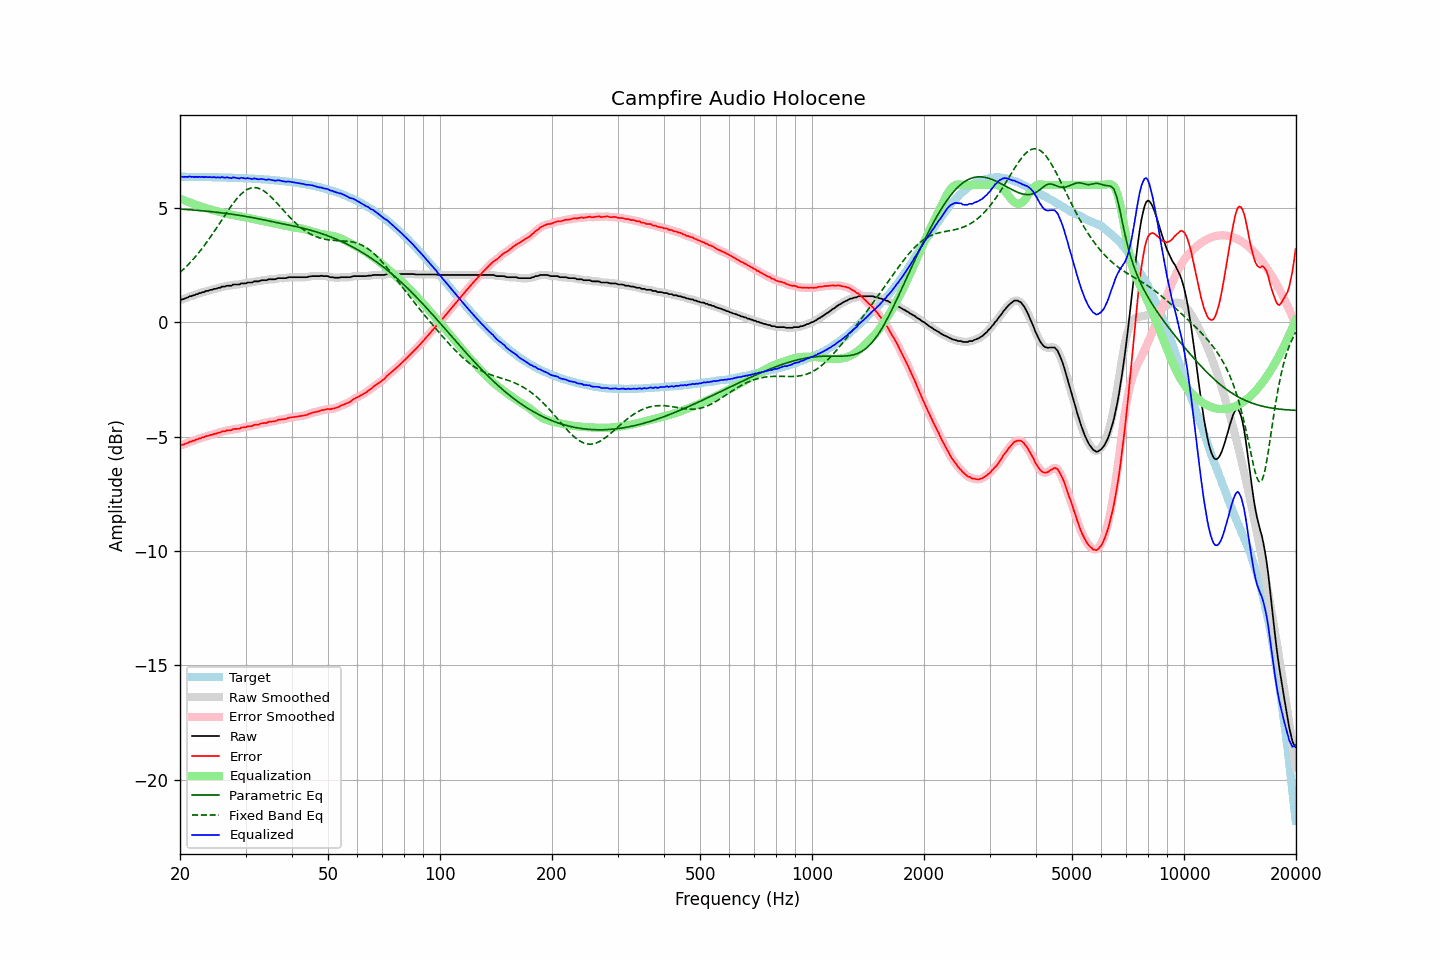 Campfire Audio Holocene
Amplitude (dBr)
5
0
−5
−10
−15
−20
Target
Raw Smoothed
Error Smoothed
Raw
Error
Equalization
Parametric Eq
Fixed Band Eq
Equalized
20 50 100 200 500 1000 2000 5000 10000 20000
Frequency (Hz)